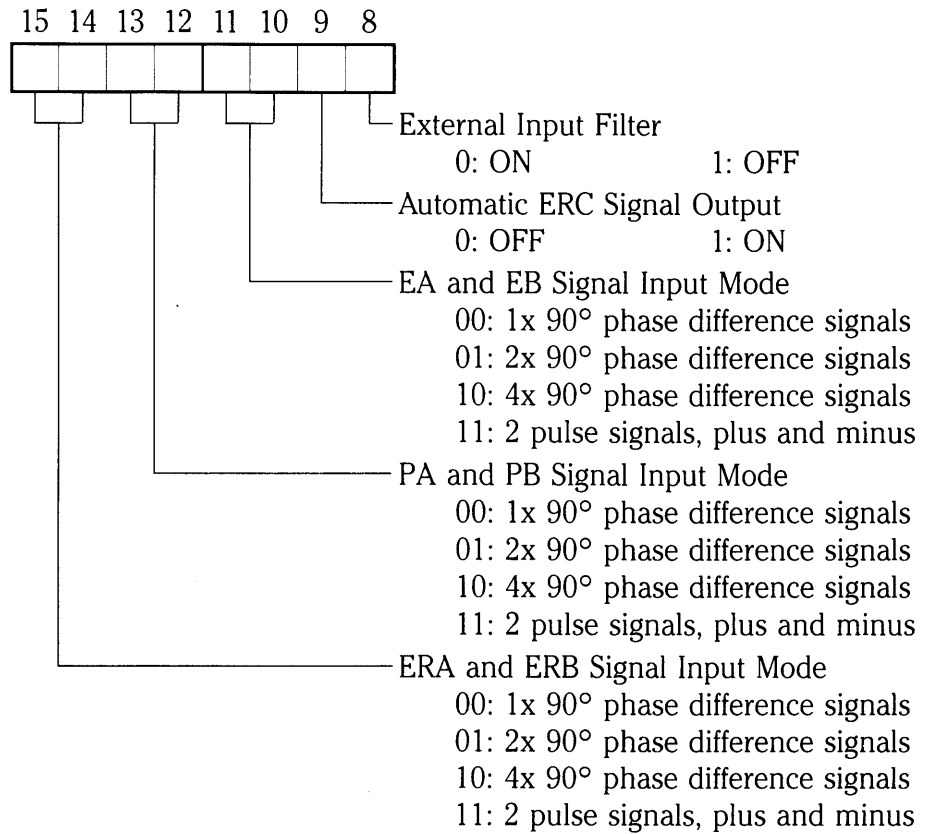 15 14 13 12 11 10 9 8
External Input Filter
0: ON 1: OFF
Automatic ERC Signal Output
0: OFF 1: ON
EA and EB Signal Input Mode
00: 1x 90° phase difference signals
01: 2x 90° phase difference signals
10: 4x 90° phase difference signals
11: 2 pulse signals, plus and minus
PA and PB Signal Input Mode
00: 1x 90° phase difference signals
01: 2x 90° phase difference signals
10: 4x 90° phase difference signals
11: 2 pulse signals, plus and minus
ERA and ERB Signal Input Mode
00: 1x 90° phase difference signals
01: 2x 90° phase difference signals
10: 4x 90° phase difference signals
11: 2 pulse signals, plus and minus